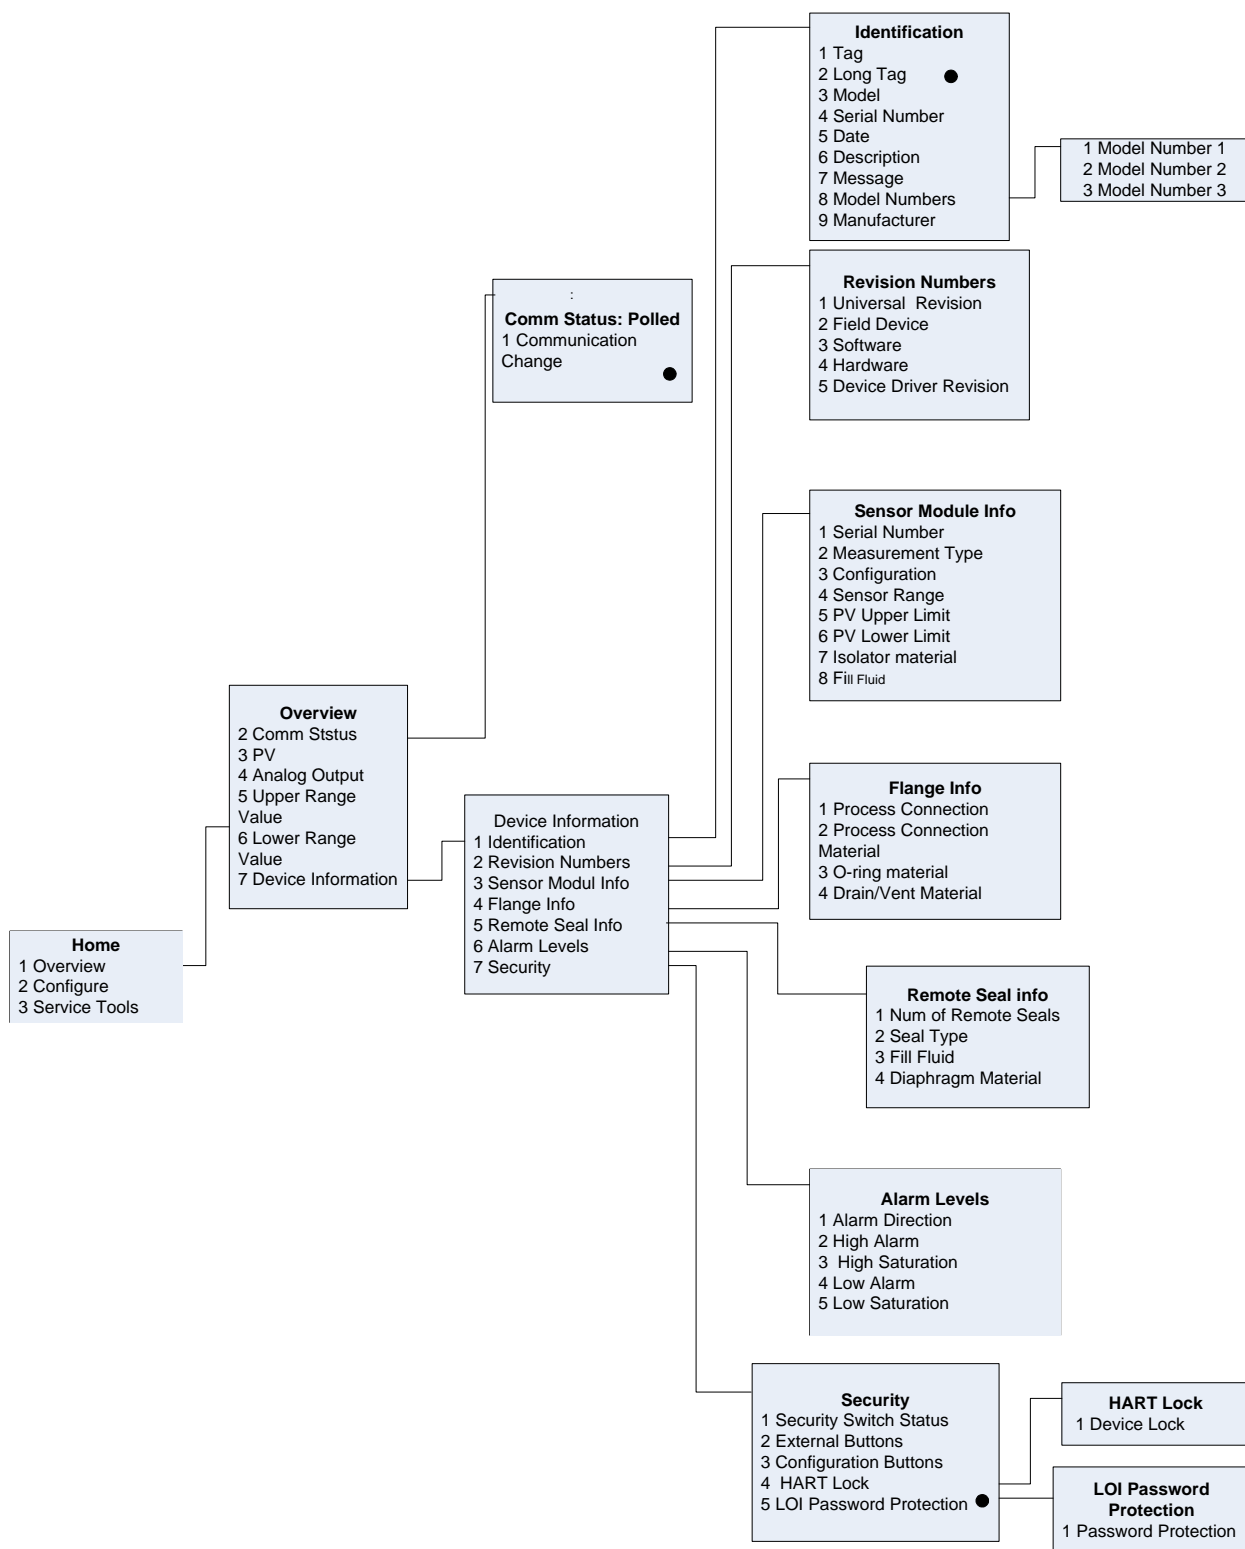 Identification
1 Tag
2 Long Tag
3 Model
4 Serial Number
5 Date
6 Description
7 Message
8 Model Numbers
9 Manufacturer
1 Model Number 1
2 Model Number 2
3 Model Number 3
Revision Numbers
1 Universal  Revision
2 Field Device
3 Software
4 Hardware
5 Device Driver Revision
:
Comm Status: Polled
1 Communication
Change
Sensor Module Info
1 Serial Number
2 Measurement Type
3 Configuration
4 Sensor Range
5 PV Upper Limit
6 PV Lower Limit
7 Isolator material
8 Fill Fluid
Overview
2 Comm Ststus
3 PV
4 Analog Output
5 Upper Range
Value
6 Lower Range
Value
7 Device Information
Device Information
1 Identification
2 Revision Numbers
3 Sensor Modul Info
4 Flange Info
5 Remote Seal Info
6 Alarm Levels
7 Security
Flange Info
1 Process Connection
2 Process Connection
Material
3 O-ring material
4 Drain/Vent Material
Home
1 Overview
2 Configure
3 Service Tools
Remote Seal info
1 Num of Remote Seals
2 Seal Type
3 Fill Fluid
4 Diaphragm Material
Alarm Levels
1 Alarm Direction
2 High Alarm
3  High Saturation
4 Low Alarm
5 Low Saturation
Security
1 Security Switch Status
2 External Buttons
3 Configuration Buttons
4  HART Lock
5 LOI Password Protection
HART Lock
1 Device Lock
LOI Password
Protection
1 Password Protection